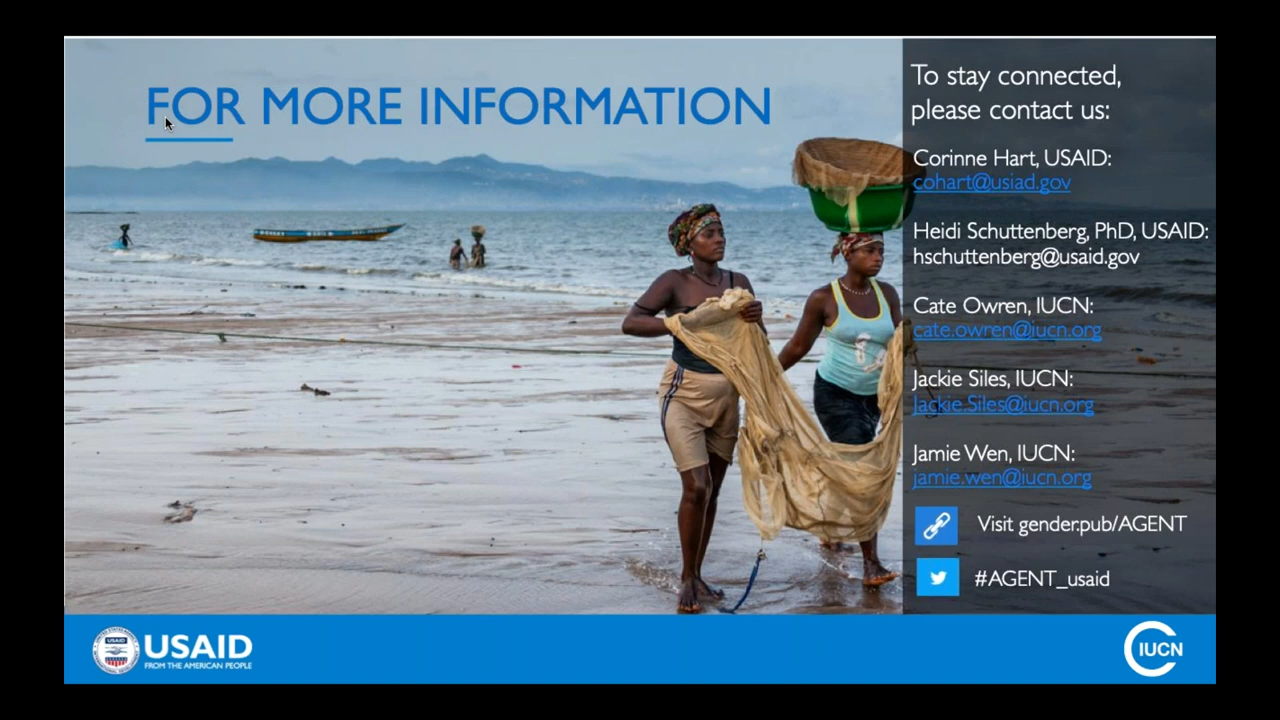 FOR MORE INFORMATION
To stay connected,
please contact us:
Corinne Hart, USAID:
cohart@usiad.gov
Heidi Schuttenberg, PhD, USAID:
hschuttenberg@usaid.gov
Cate Owren, IUCN:
cate.owren@iucn.org
Jackie Siles, IUCN:
Jackie.Siles@iucn.org
Jamie Wen, IUCN:
jamie.wen@iucn.org
Visit gender.pub/AGENT
#AGENT_usaid
USAID
USAID
FROM THE AMERICAN PEOPLE
IUCN